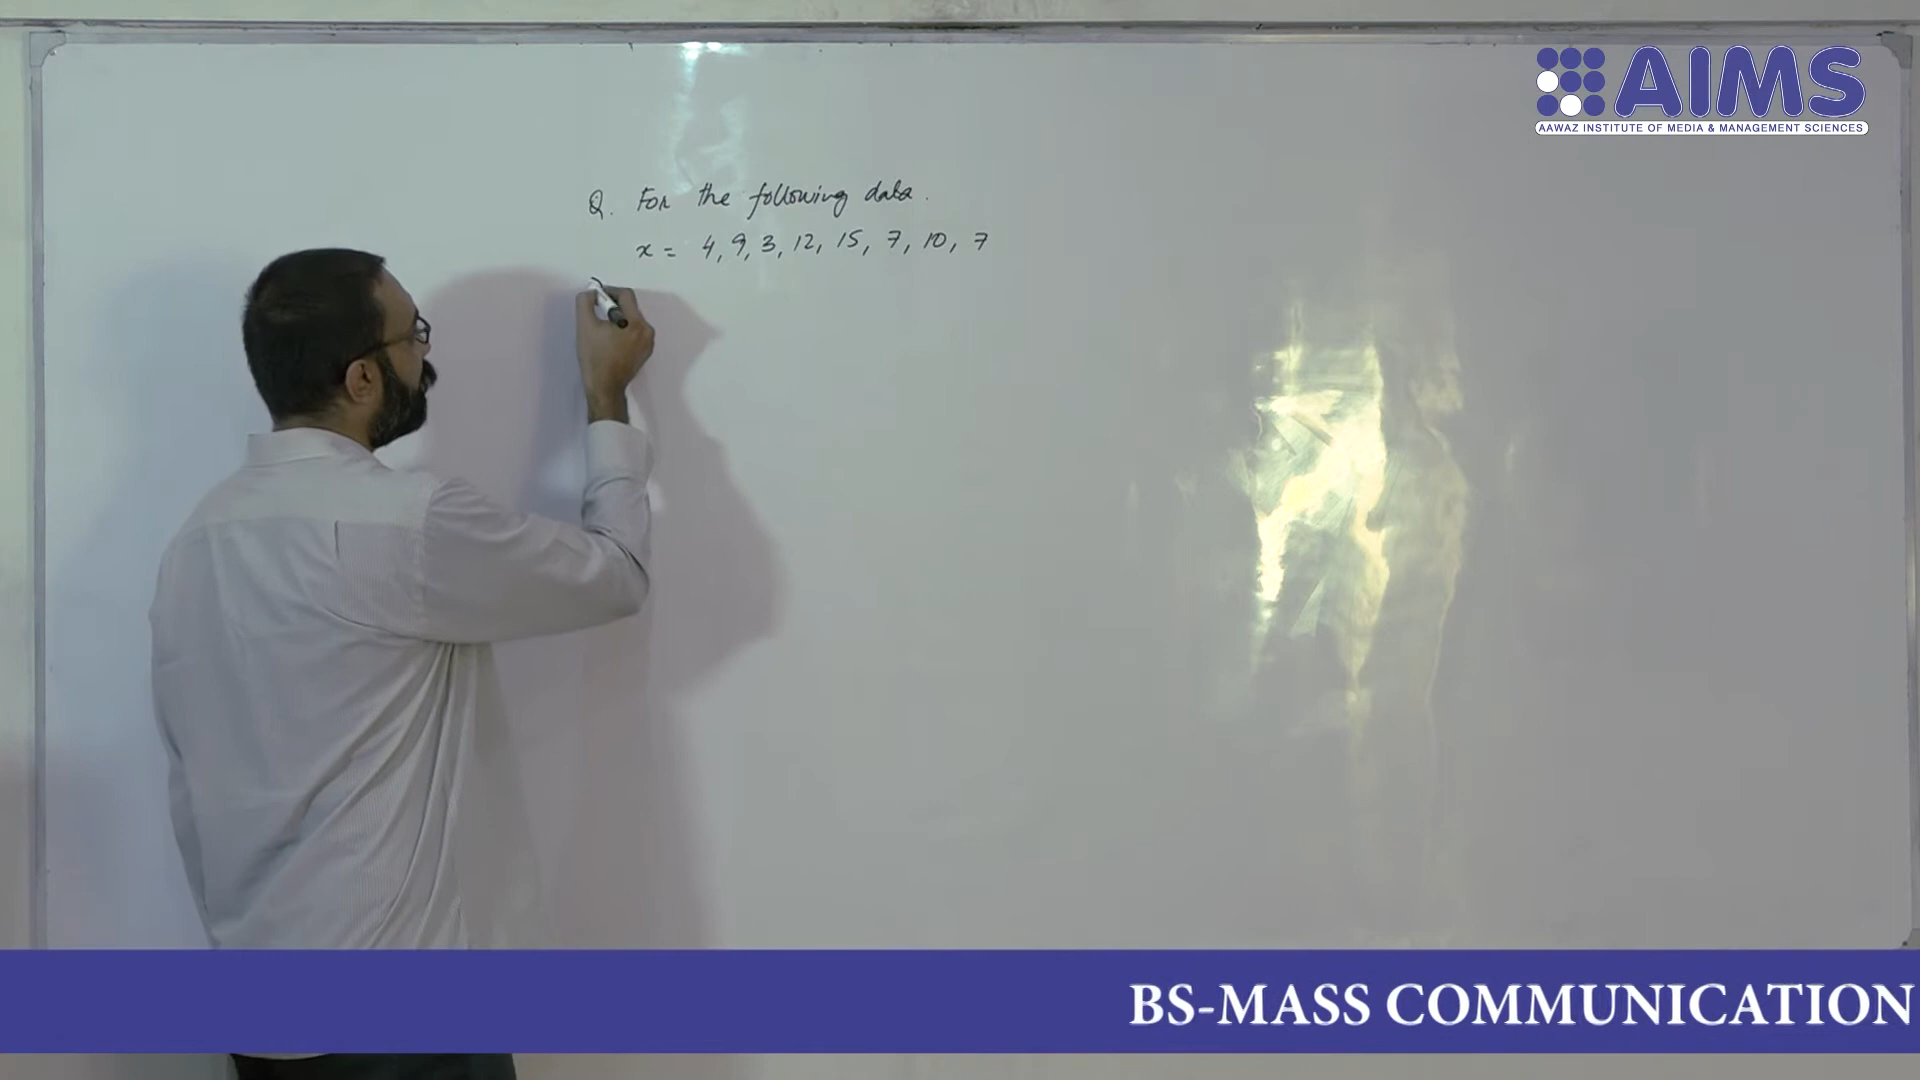 AIMS
AAWAZ INSTITUTE OF MEDIA & MANAGEMENT SCIENCES
Q. For the following data.
x = 4, 9, 3, 12, 15, 7, 10, 7
BS-MASS COMMUNICATION